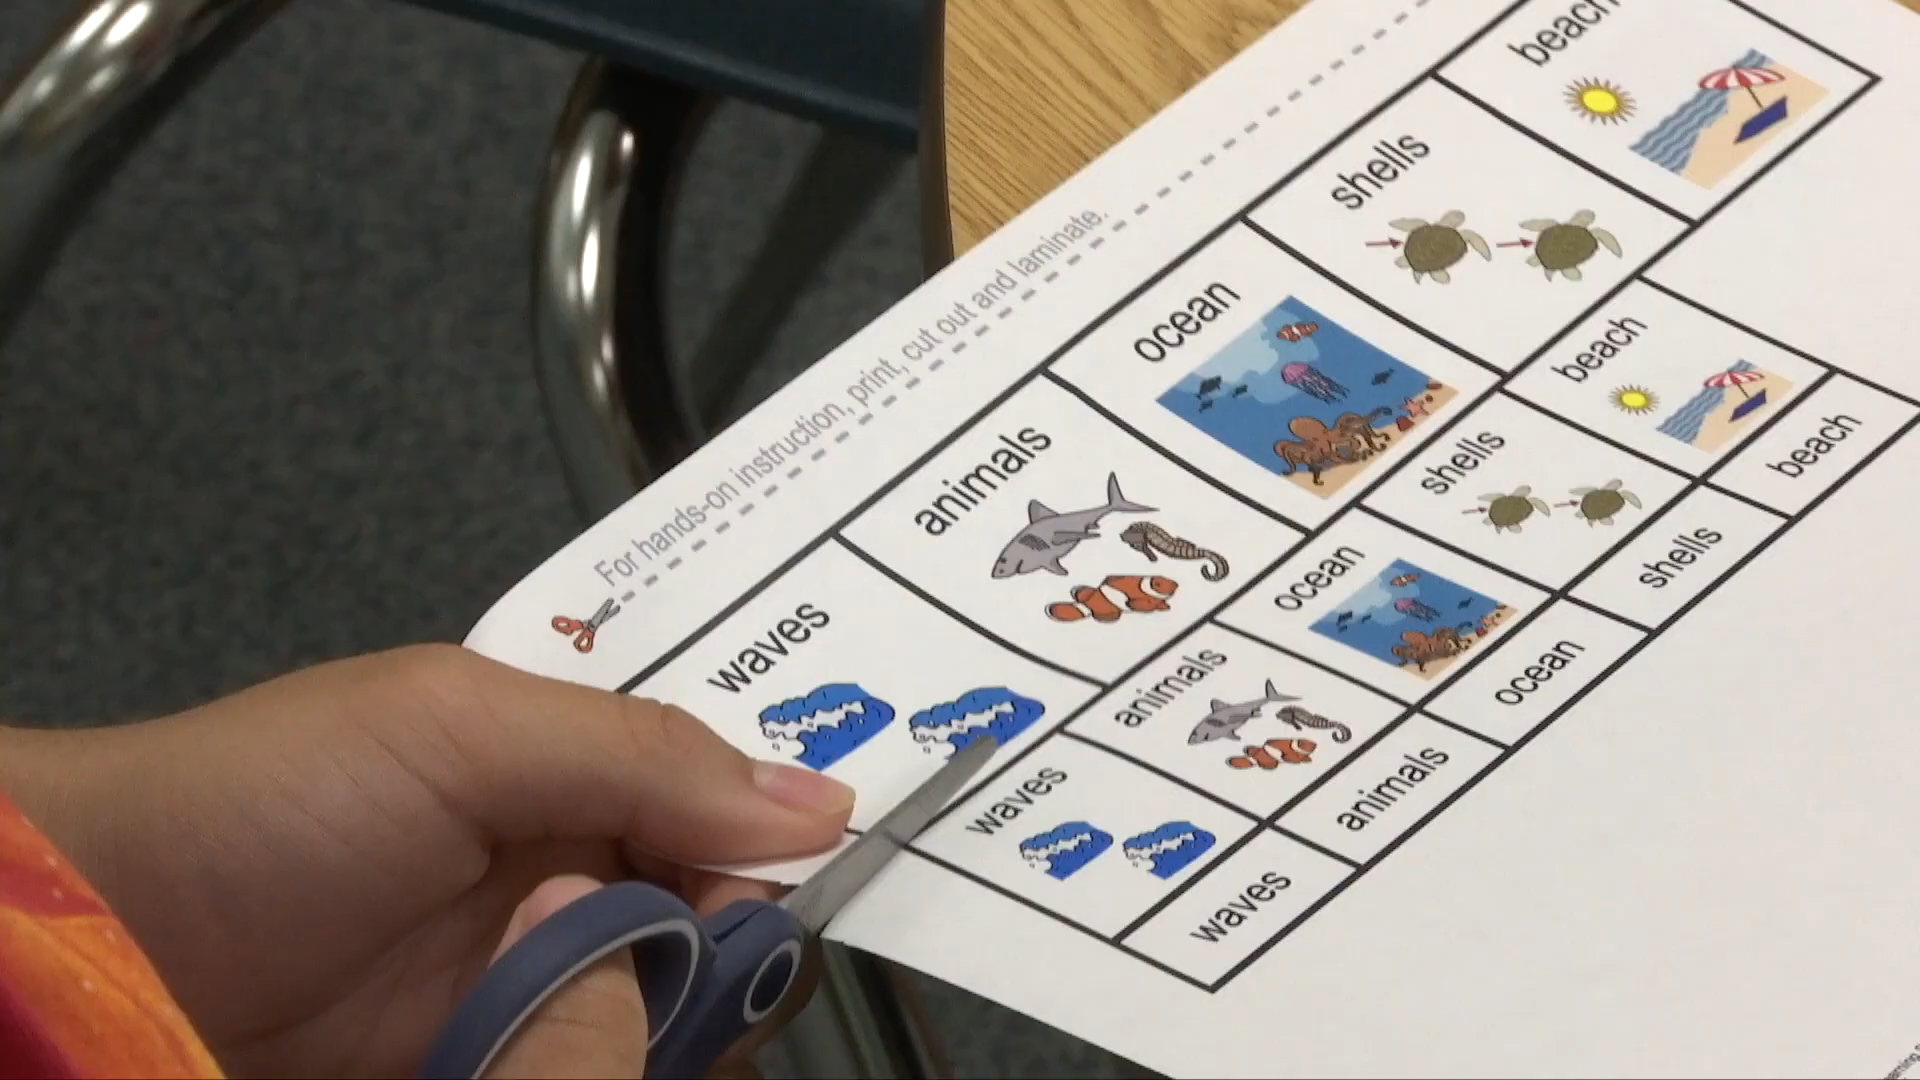 For hands-on instruction, print, cut out and laminate.
waves animals ocean shells beach
waves animals ocean shells beach
waves animals ocean shells beach